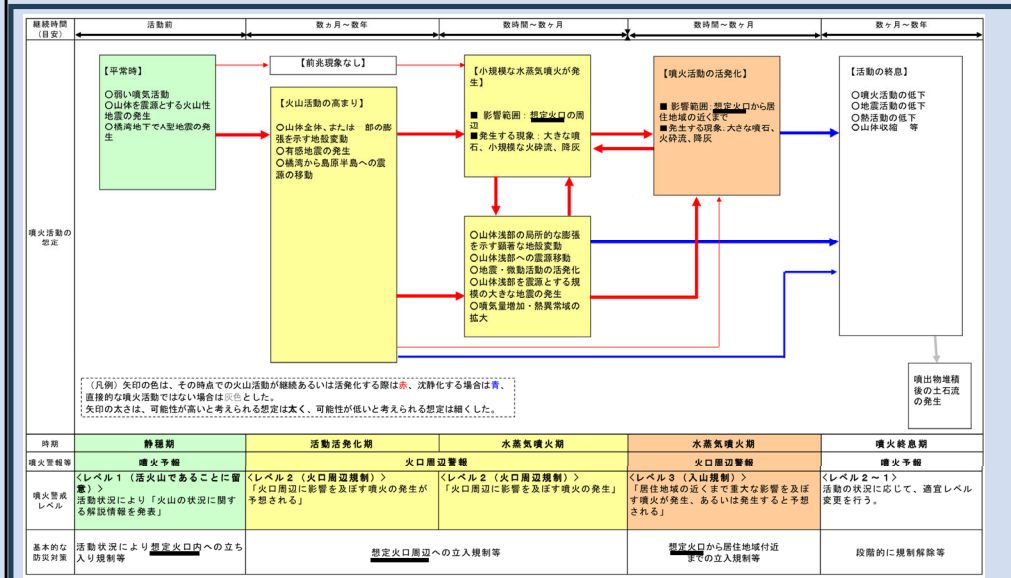 継続時間
(目安)
活動前
数ヵ月～数年
数時間～数ヶ月
数時間～数ヶ月
数ヶ月～数年
噴火活動の
想定
【平常時】
○弱い噴気活動
○山体を震源とする火山性
地震の発生
○橘湾地下でA型地震の発
生
【前兆現象なし】
【火山活動の高まり】
○山体全体、または一部の膨
張を示す地殻変動
○有感地震の発生
○橘湾から島原半島への震
源の移動
【小規模な水蒸気噴火が発
生】
■ 影響範囲：想定火口の周
辺
■発生する現象：大きな噴
石、小規模な火砕流、降灰
○山体浅部の局所的な膨張
を示す顕著な地殻変動
○山体浅部への震源移動
○地震・微動活動の活発化
○山体浅部を震源とする規
模の大きな地震の発生
○噴気量増加・熱異常域の
拡大
【噴火活動の活発化】
■ 影響範囲：想定火口から居
住地域の近くまで
■発生する現象：大きな噴石、
火砕流、降灰
【活動の終息】
○噴火活動の低下
○地震活動の低下
○熱活動の低下
○山体収縮 等
噴出物堆積
後の土石流
の発生
（凡例）矢印の色は、その時点での火山活動が継続あるいは活発化する際は赤、沈静化する場合は青、
直接的な噴火活動ではない場合は灰色とした。
矢印の太さは、可能性が高いと考えられる想定は太く、可能性が低いと考えられる想定は細くした。
時期
静穏期
活動活発化期
水蒸気噴火期
水蒸気噴火期
噴火終息期
噴火警報等
噴火予報
火口周辺警報
火口周辺警報
噴火予報
噴火警戒
レベル
<レベル１（活火山であることに留
意）>
活動状況により「火山の状況に関す
る解説情報を発表」
<レベル２（火口周辺規制）>
「火口周辺に影響を及ぼす噴火の発生が
予想される」
<レベル２（火口周辺規制）>
「火口周辺に影響を及ぼす噴火の発生」
<レベル３（入山規制）>
「居住地域の近くまで重大な影響を及ぼ
す噴火が発生、あるいは発生すると予想
される」
<レベル２～１>
活動の状況に応じて、適宜レベル
変更を行う。
基本的な
防災対策
活動状況により想定火口内への立ち
入り規制等
想定火口周辺への立入規制等
想定火口から居住地域付近
までの立入規制等
段階的に規制解除等